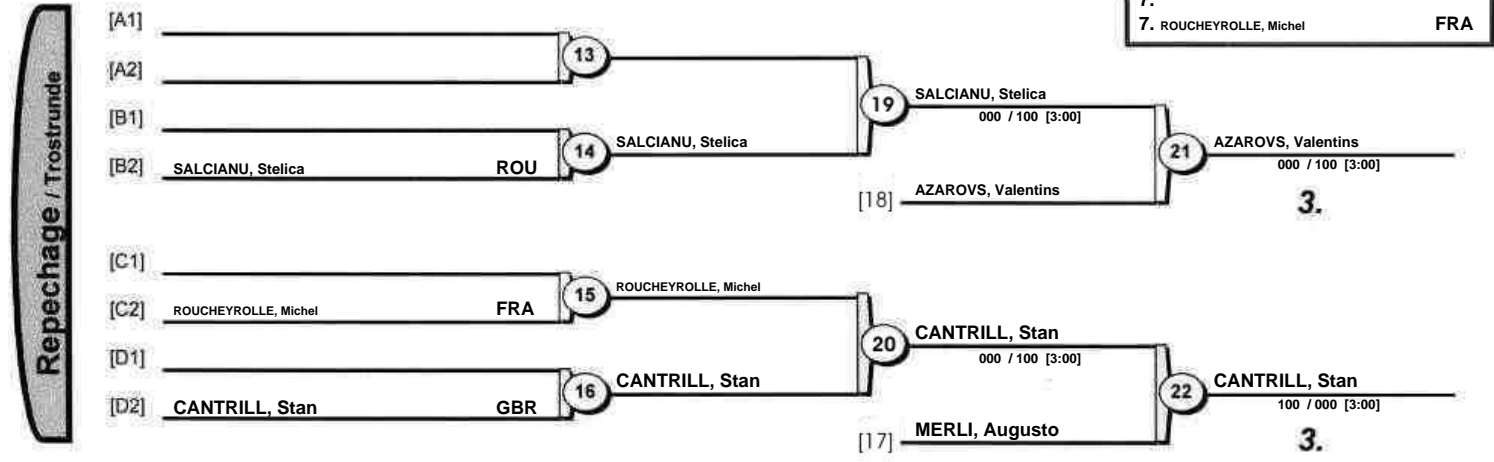 7.
7. ROUCHEYROLLE, Michel FRA
Repechage / Trostrunde
[A1]
13
[A2]
[B1]
14
SALCIANU, Stelica
[B2] SALCIANU, Stelica ROU
19
SALCIANU, Stelica
000 / 100 [3:00]
[18] AZAROVS, Valentins
21
AZAROVS, Valentins
000 / 100 [3:00]
3.
[C1]
15
ROUCHEYROLLE, Michel
[C2] ROUCHEYROLLE, Michel FRA
[D1]
16
CANTRILL, Stan
[D2] CANTRILL, Stan GBR
20
CANTRILL, Stan
000 / 100 [3:00]
[17] MERLI, Augusto
22
CANTRILL, Stan
100 / 000 [3:00]
3.